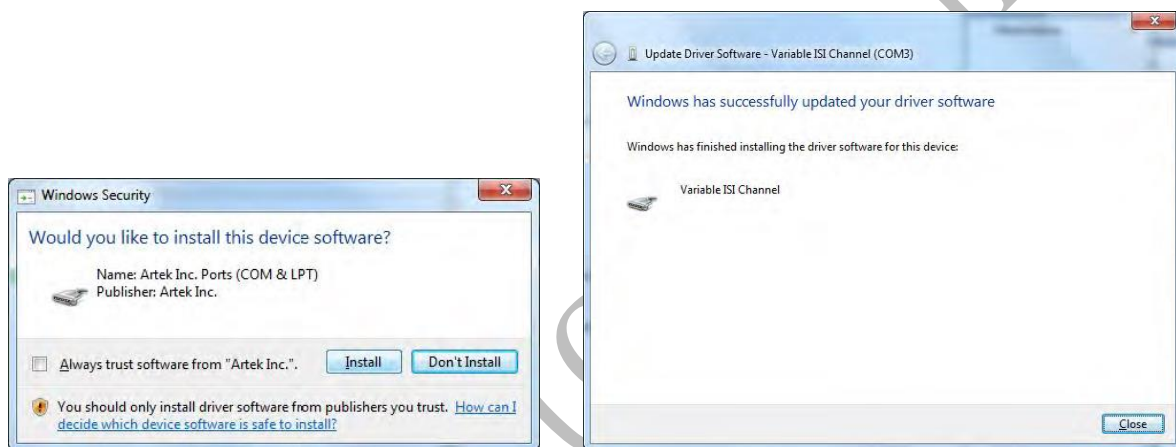 Windows Security
Would you like to install this device software?
Name: Artek Inc. Ports (COM & LPT)
Publisher: Artek Inc.
Always trust software from "Artek Inc.".
Install
Don't Install
You should only install driver software from publishers you trust. How can I
decide which device software is safe to install?
Update Driver Software - Variable ISI Channel (COM3)
Windows has successfully updated your driver software
Windows has finished installing the driver software for this device:
Variable ISI Channel
Close